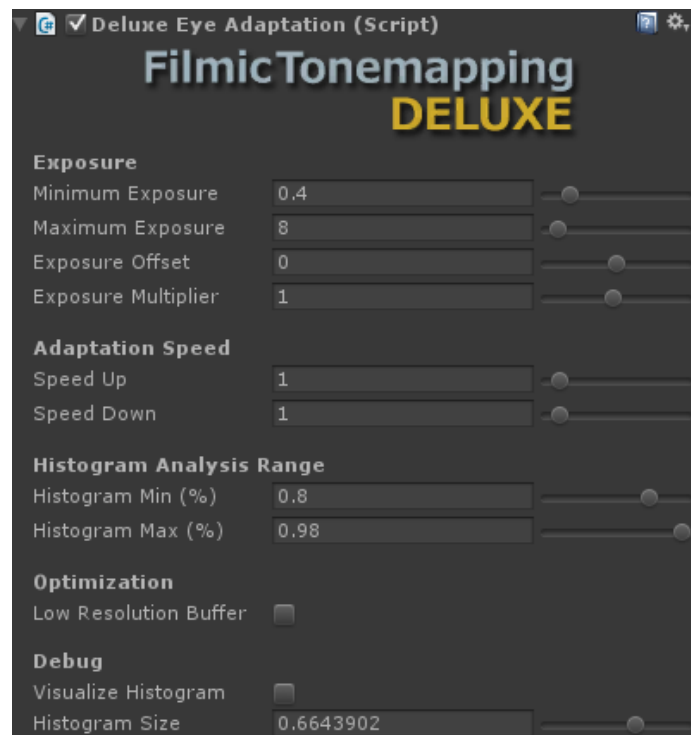 Deluxe Eye Adaptation (Script)
Filmic Tonemapping
DELUXE
Exposure
Minimum Exposure 0.4
Maximum Exposure 8
Exposure Offset 0
Exposure Multiplier 1
Adaptation Speed
Speed Up 1
Speed Down 1
Histogram Analysis Range
Histogram Min (%) 0.8
Histogram Max (%) 0.98
Optimization
Low Resolution Buffer
Debug
Visualize Histogram
Histogram Size 0.6643902